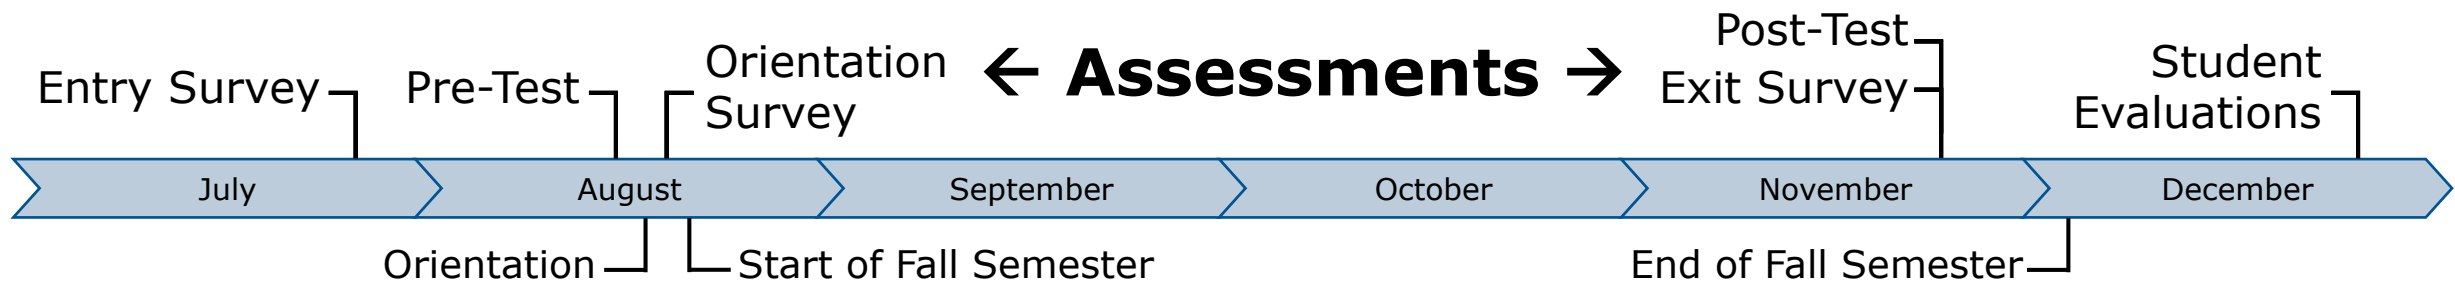 Entry Survey
Pre-Test
Orientation
Survey
← Assessments →
Post-Test
Exit Survey
Student
Evaluations
July
August
September
October
November
December
Orientation
Start of Fall Semester
End of Fall Semester